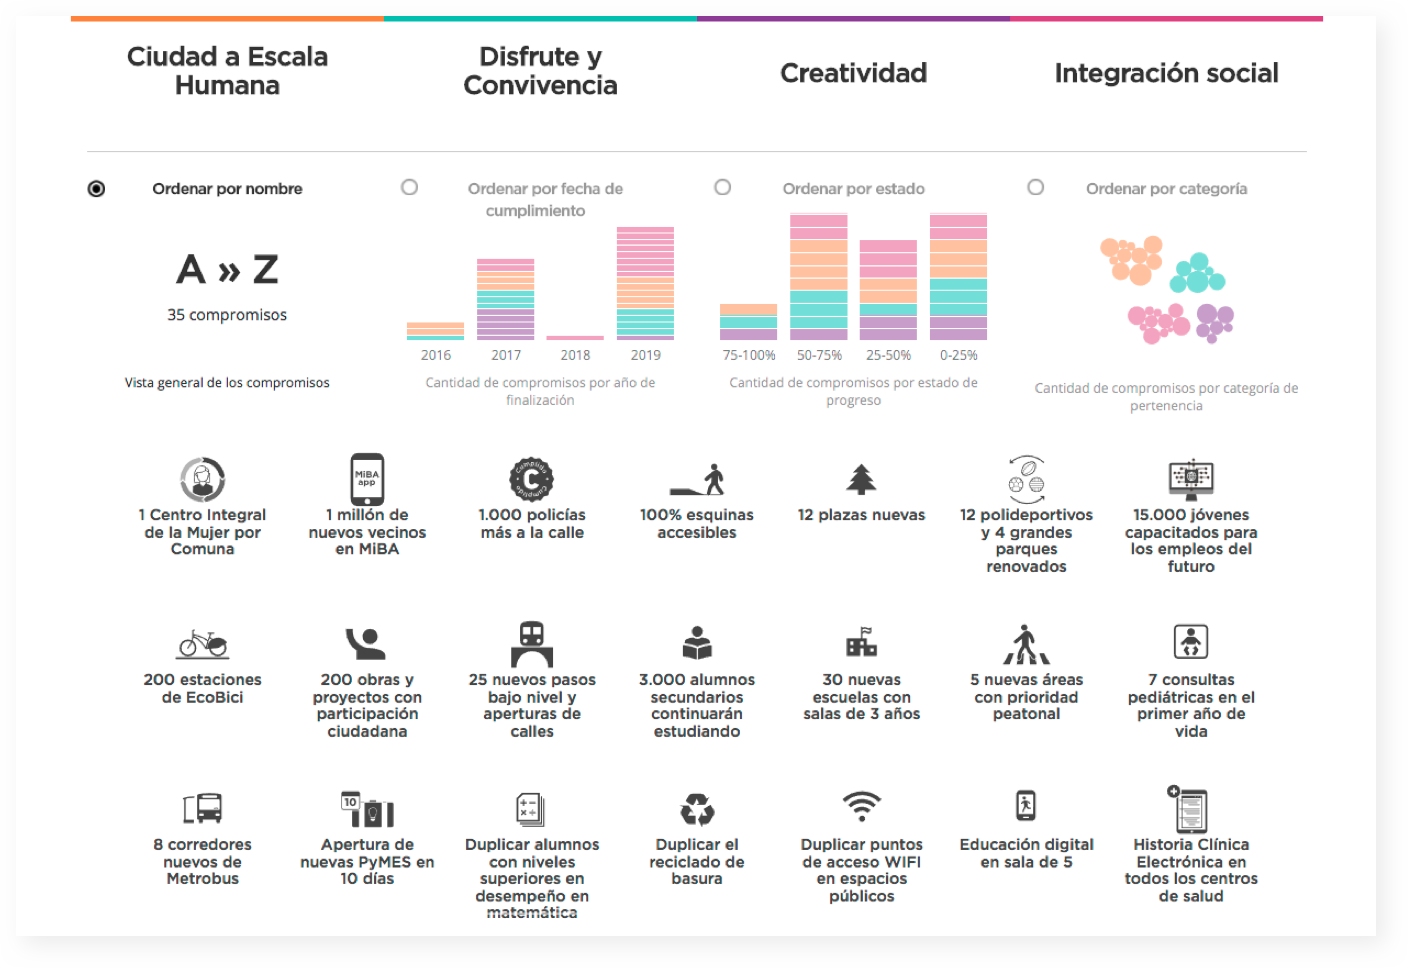 Ciudad a Escala
Humana
Disfrute y
Convivencia
Creatividad
Integración social
Ordenar por nombre
A » Z
35 compromisos
Vista general de los compromisos
Ordenar por fecha de
cumplimiento
2016 2017 2018 2019
Cantidad de compromisos por año de
finalización
Ordenar por estado
75-100% 50-75% 25-50% 0-25%
Cantidad de compromisos por estado de
progreso
Ordenar por categoría
Cantidad de compromisos por categoría de
pertenencia
1 Centro Integral
de la Mujer por
Comuna
MiBA
app
1 millón de
nuevos vecinos
en MiBA
Cumplido
C
Cumplido
1.000 policías
más a la calle
100% esquinas
accesibles
12 plazas nuevas
12 polideportivos
y 4 grandes
parques
renovados
15.000 jóvenes
capacitados para
los empleos del
futuro
200 estaciones
de EcoBici
200 obras y
proyectos con
participación
ciudadana
25 nuevos pasos
bajo nivel y
aperturas de
calles
3.000 alumnos
secundarios
continuarán
estudiando
30 nuevas
escuelas con
salas de 3 años
5 nuevas áreas
con prioridad
peatonal
7 consultas
pediátricas en el
primer año de
vida
8 corredores
nuevos de
Metrobus
10
Apertura de
nuevas PyMES en
10 días
Duplicar alumnos
con niveles
superiores en
desempeño en
matemática
Duplicar el
reciclado de
basura
Duplicar puntos
de acceso WIFI
en espacios
públicos
Educación digital
en sala de 5
Historia Clínica
Electrónica en
todos los centros
de salud